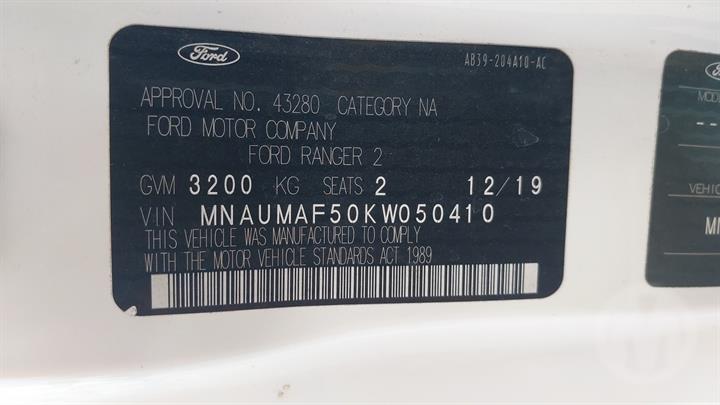 Ford
AB39-204A10-AC
APPROVAL NO. 43280 CATEGORY NA
FORD MOTOR COMPANY
FORD RANGER 2
GVM 3200 KG SEATS 2 12/19
VIN MNAUMAF50KW050410
THIS VEHICLE WAS MANUFACTURED TO COMPLY
WITH THE MOTOR VEHICLE STANDARDS ACT 1989